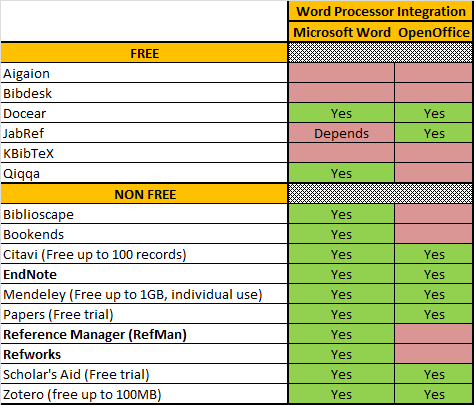 Word Processor Integration
Microsoft Word OpenOffice
FREE
Aigaion
Bibdesk
Docear Yes Yes
JabRef Depends Yes
KBibTeX
Qiqqa Yes
NON FREE
Biblioscape Yes
Bookends Yes
Citavi (Free up to 100 records) Yes Yes
EndNote Yes Yes
Mendeley (Free up to 1GB, individual use) Yes Yes
Papers (Free trial) Yes Yes
Reference Manager (RefMan) Yes
Refworks Yes
Scholar's Aid (Free trial) Yes Yes
Zotero (free up to 100MB) Yes Yes